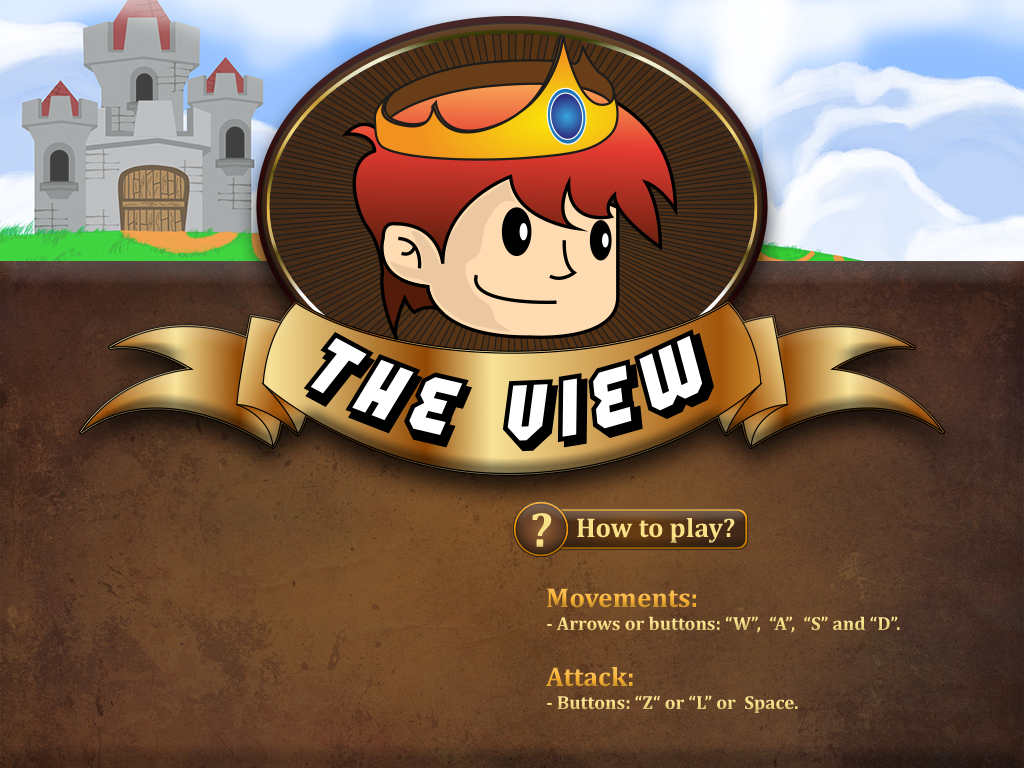 THE VIEW
? How to play?
Movements:
- Arrows or buttons: “W”, “A”, “S” and “D”.
Attack:
- Buttons: “Z“ or “L” or Space.